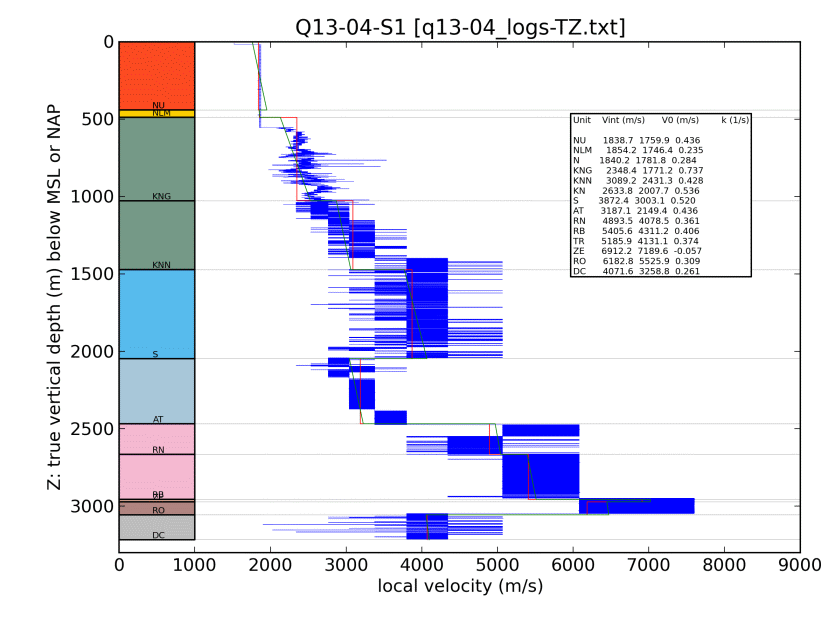 Q13-04-S1 [q13-04_logs-TZ.txt]
Z: true vertical depth (m) below MSL or NAP
0
500
1000
1500
2000
2500
3000
NU
NLM
KNG
KNN
S
AT
RN
RB
ZE
RO
DC
Unit Vint (m/s) V0 (m/s) k (1/s)
NU 1838.7 1759.9 0.436
NLM 1854.2 1746.4 0.235
N 1840.2 1781.8 0.284
KNG 2348.4 1771.2 0.737
KNN 3089.2 2431.3 0.428
KN 2633.8 2007.7 0.536
S 3872.4 3003.1 0.520
AT 3187.1 2149.4 0.436
RN 4893.5 4078.5 0.361
RB 5405.6 4311.2 0.406
TR 5185.9 4131.1 0.374
ZE 6912.2 7189.6 -0.057
RO 6182.8 5525.9 0.309
DC 4071.6 3258.8 0.261
0 1000 2000 3000 4000 5000 6000 7000 8000 9000
local velocity (m/s)